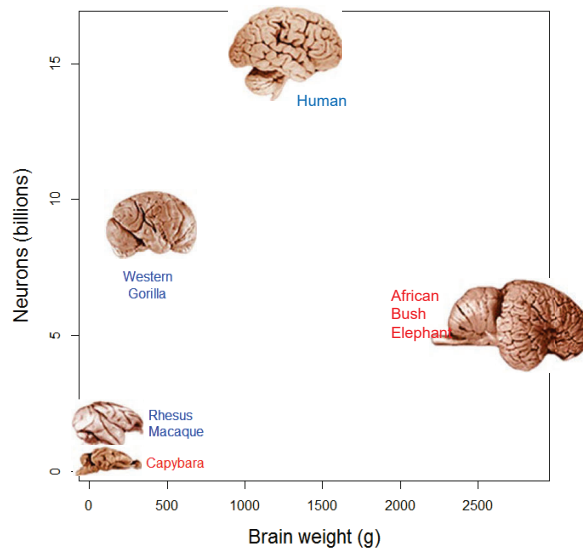 15
Human
10
Western
Gorilla
Neurons (billions)
African
Bush
Elephant
5
Rhesus
Macaque
Capybara
0
0 500 1000 1500 2000 2500
Brain weight (g)